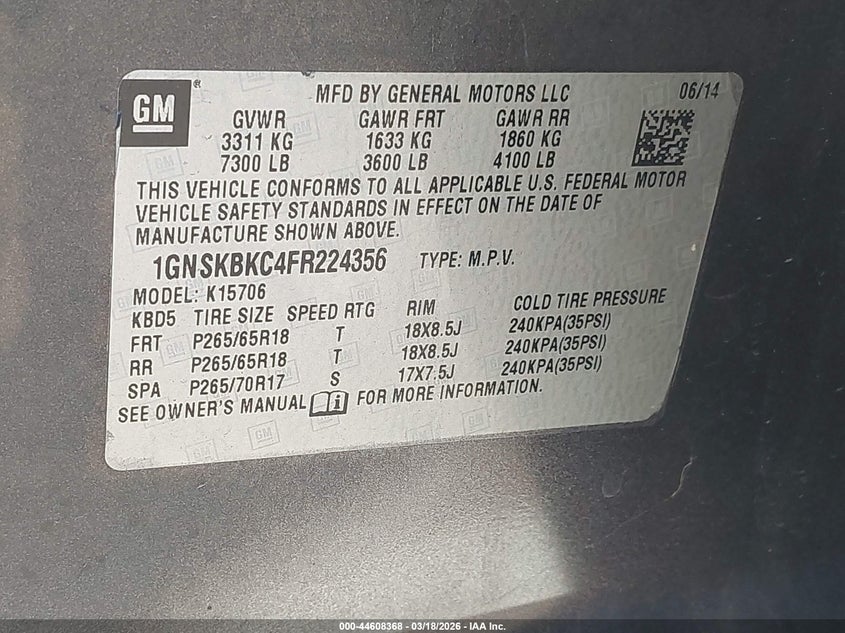 GM
®
MFD BY GENERAL MOTORS LLC 06/14
GVWR GAWR FRT GAWR RR
3311 KG 1633 KG 1860 KG
7300 LB 3600 LB 4100 LB
THIS VEHICLE CONFORMS TO ALL APPLICABLE U.S. FEDERAL MOTOR
VEHICLE SAFETY STANDARDS IN EFFECT ON THE DATE OF
MANUFACTURE SHOWN ABOVE.
1GNSKBKC4FR224356 TYPE: M.P.V.
MODEL: K15706
KBD5 TIRE SIZE SPEED RTG RIM COLD TIRE PRESSURE
FRT P265/65R18 T 18X8.5J 240KPA(35PSI)
RR P265/65R18 T 18X8.5J 240KPA(35PSI)
SPA P265/70R17 S 17X7.5J 240KPA(35PSI)
SEE OWNER'S MANUAL i FOR MORE INFORMATION.
000-44608368 - 03/18/2026 - IAA Inc.